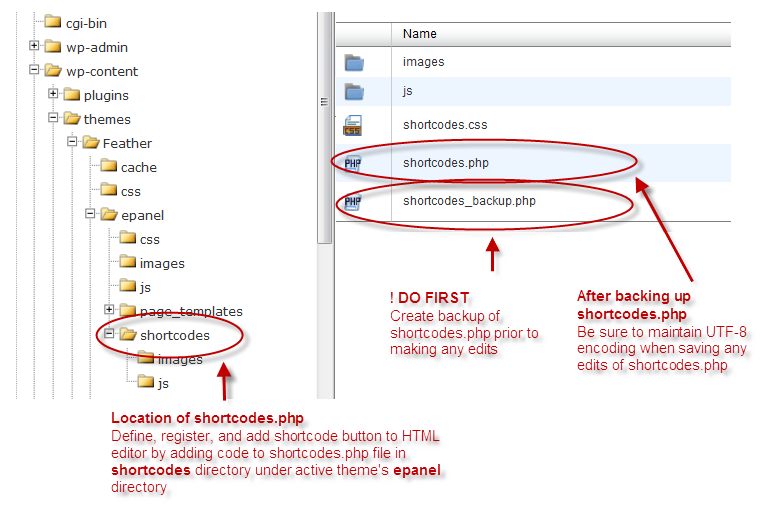 cgi-bin
wp-admin
wp-content
plugins
themes
Feather
cache
css
epanel
css
images
js
page_templates
shortcodes
images
js
Name
images
js
CSS
shortcodes.css
PHP
shortcodes.php
PHP
shortcodes_backup.php
! DO FIRST
Create backup of
shortcodes.php prior to
making any edits
After backing up
shortcodes.php
Be sure to maintain UTF-8
encoding when saving any
edits of shortcodes.php
Location of shortcodes.php
Define, register, and add shortcode button to HTML
editor by adding code to shortcodes.php file in
shortcodes directory under active theme's epanel
directory